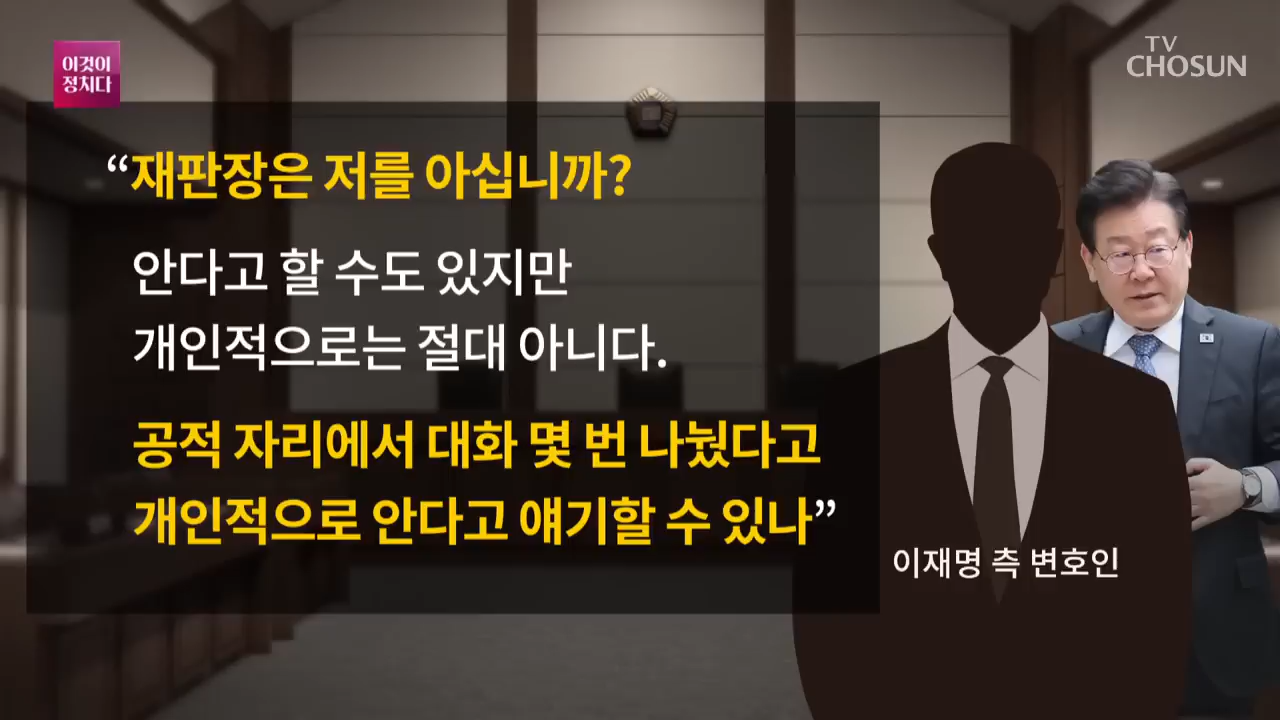 이것이
정치다
TV
CHOSUN
“재판장은 저를 아십니까?
안다고 할 수도 있지만
개인적으로는 절대 아니다.
공적 자리에서 대화 몇 번 나눴다고
개인적으로 안다고 얘기할 수 있나”
이재명 측 변호인